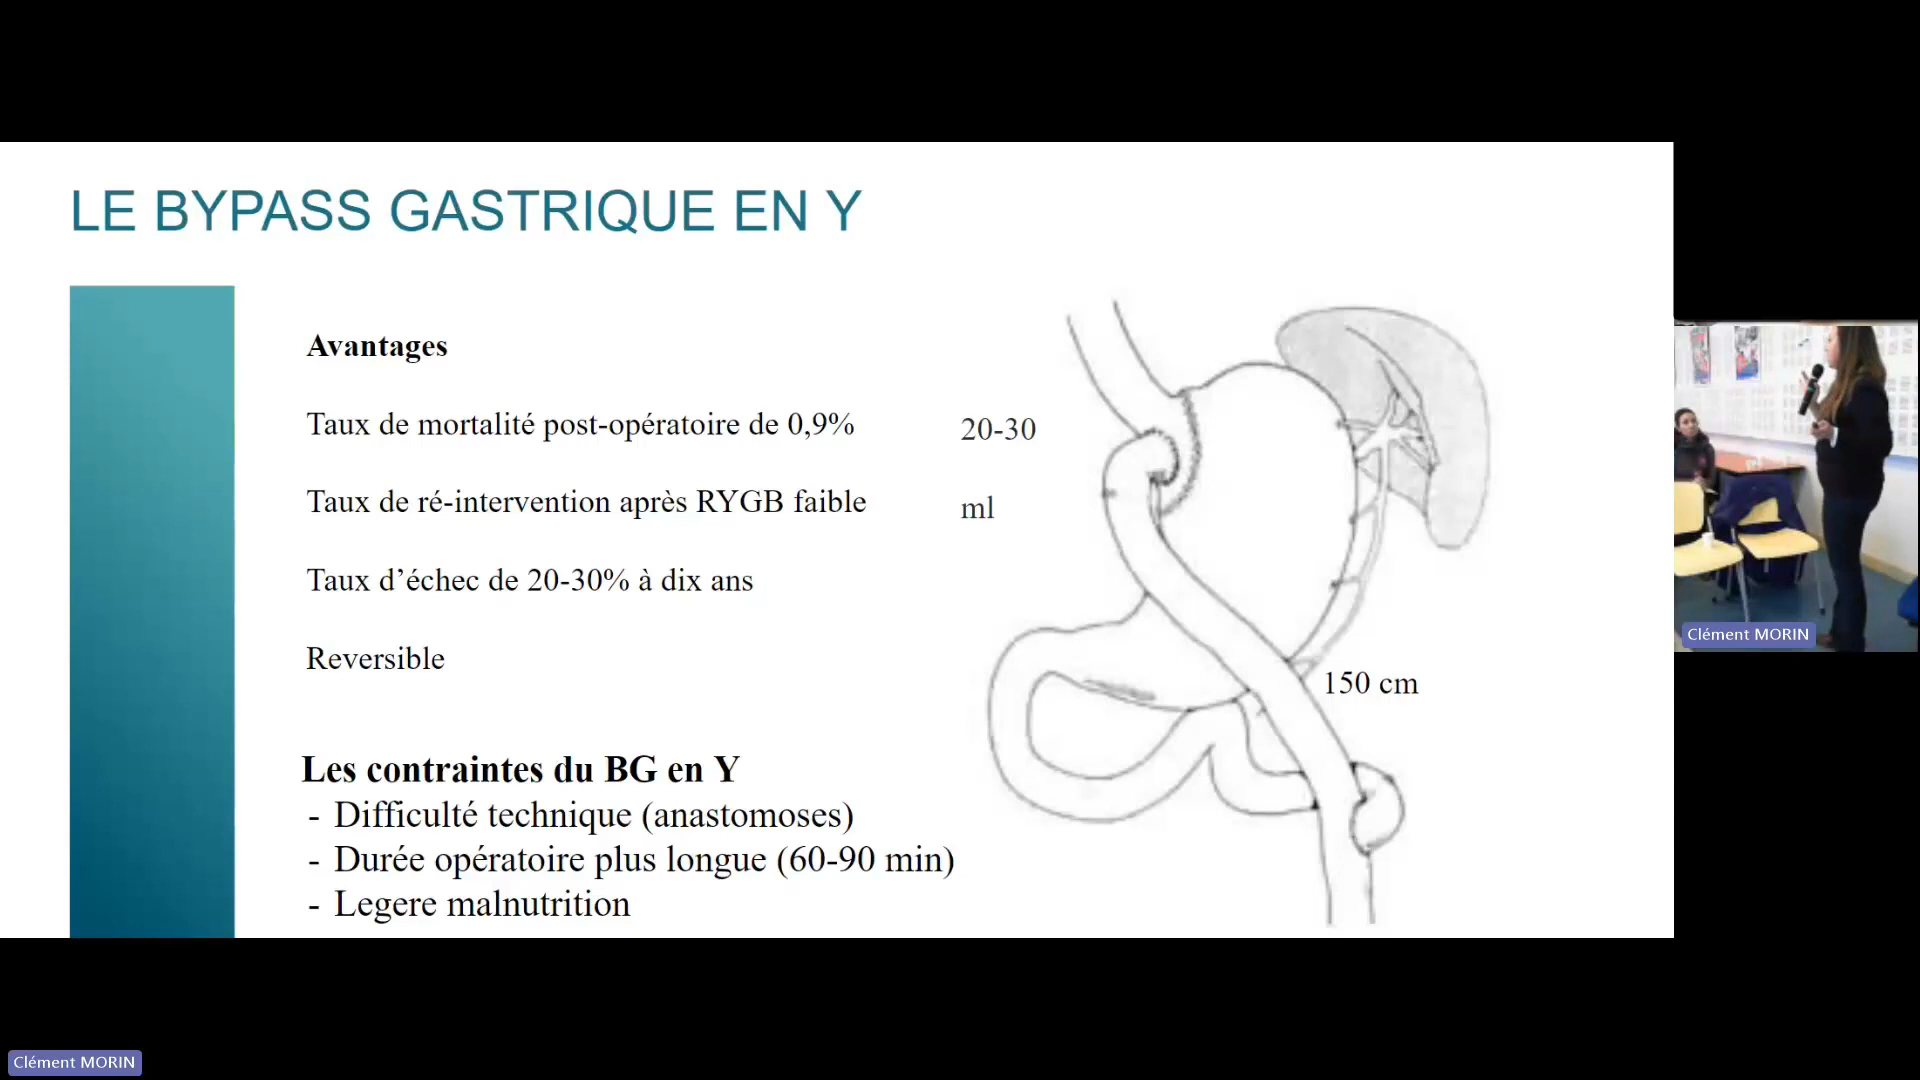 LE BYPASS GASTRIQUE EN Y
Avantages
Taux de mortalité post-opératoire de 0,9%
Taux de ré-intervention après RYGB faible
Taux d’échec de 20-30% à dix ans
Reversible
20-30
ml
150 cm
Les contraintes du BG en Y
- Difficulté technique (anastomoses)
- Durée opératoire plus longue (60-90 min)
- Legere malnutrition
Clément MORIN
Clément MORIN